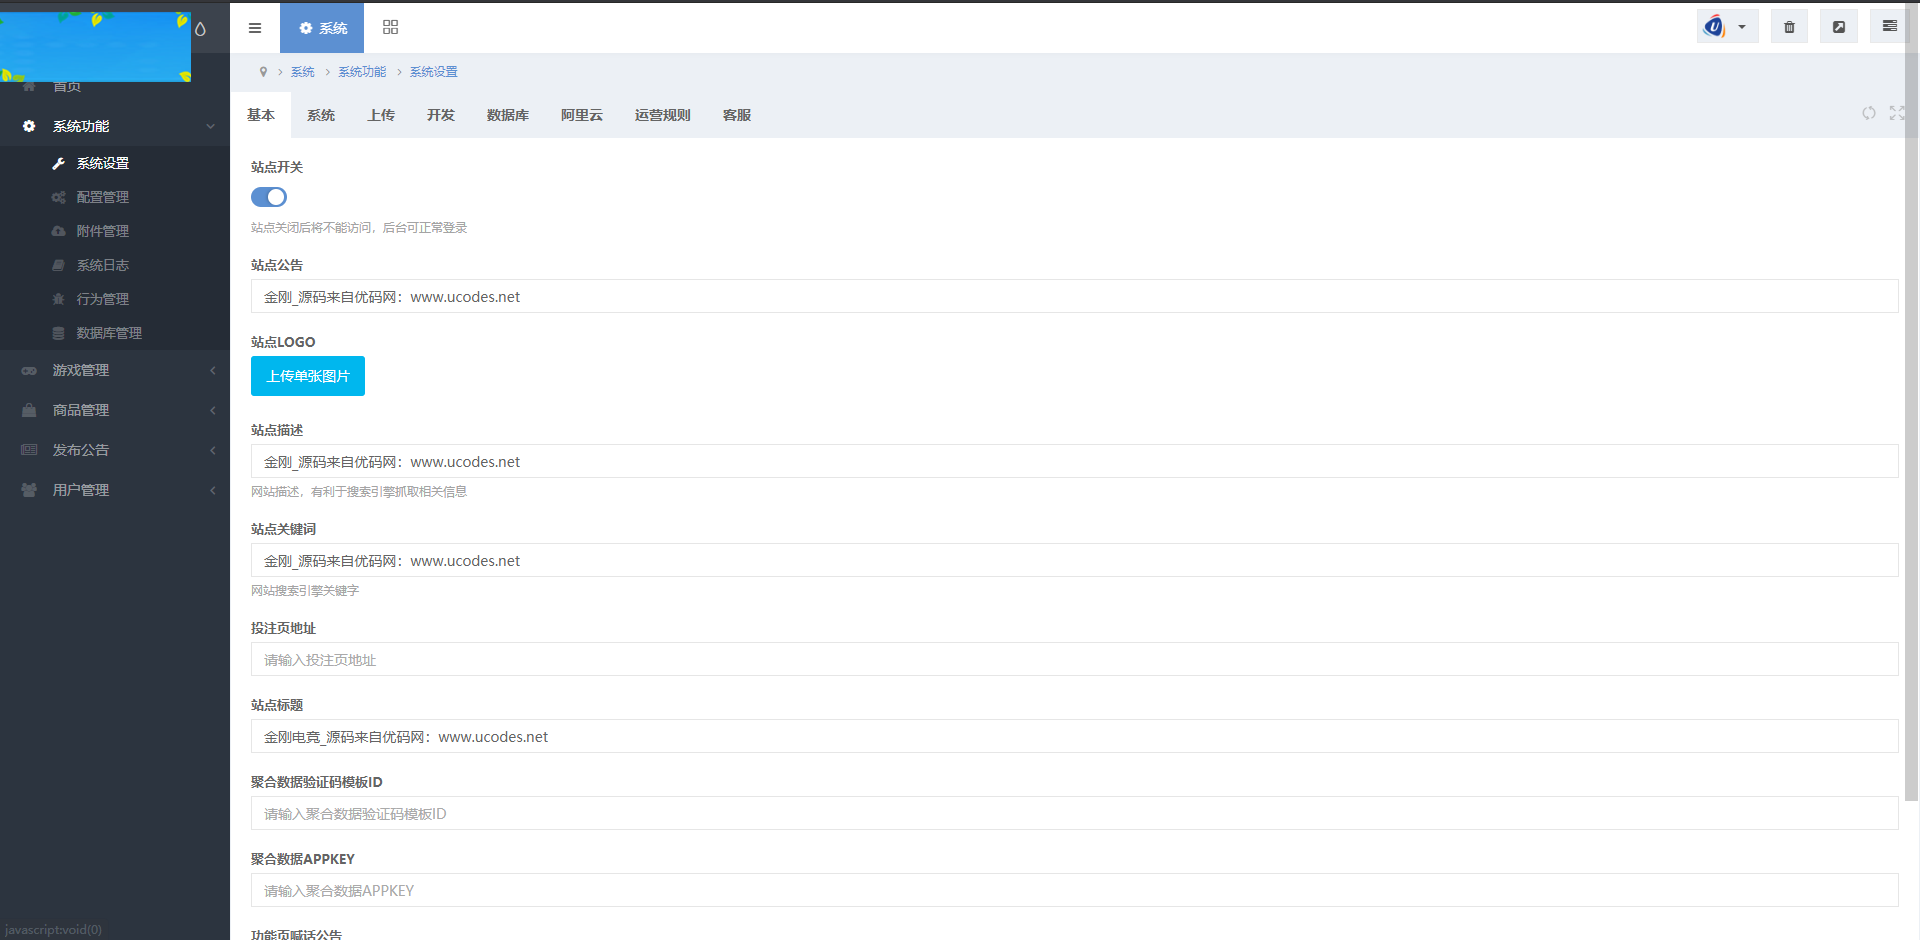 系统
系统 系统功能 系统设置
基本 系统 上传 开发 数据库 阿里云 运营规则 客服
首页
系统功能
系统设置
配置管理
附件管理
系统日志
行为管理
数据库管理
游戏管理
商品管理
发布公告
用户管理
javascript:void(0)
站点开关
站点关闭后将不能访问，后台可正常登录
站点公告
金刚_源码来自优码网：www.ucodes.net
站点LOGO
上传单张图片
站点描述
金刚_源码来自优码网：www.ucodes.net
网站描述，有利于搜索引擎抓取相关信息
站点关键词
金刚_源码来自优码网：www.ucodes.net
网站搜索引擎关键字
投注页地址
请输入投注页地址
站点标题
金刚电竞_源码来自优码网：www.ucodes.net
聚合数据验证码模板ID
请输入聚合数据验证码模板ID
聚合数据APPKEY
请输入聚合数据APPKEY
功能页喊话公告